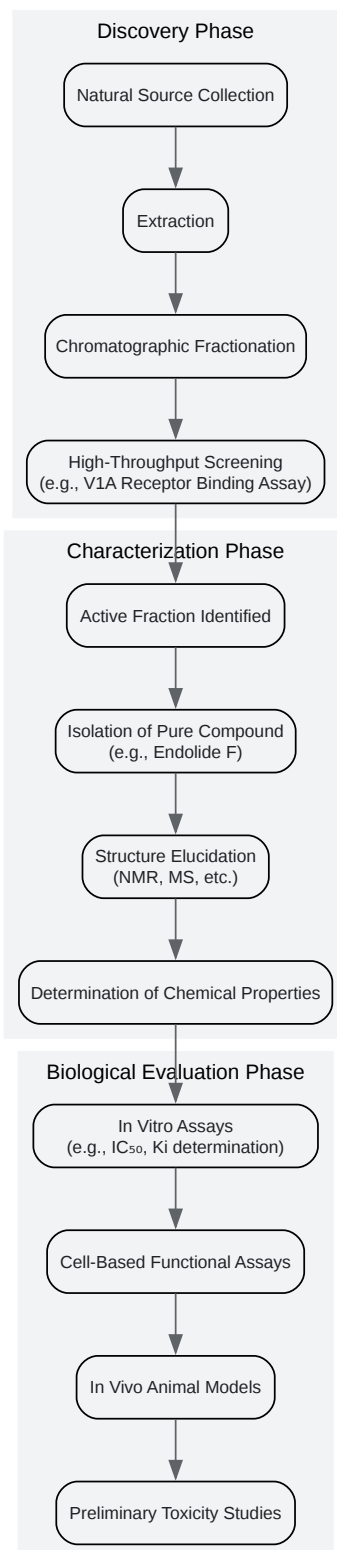 Discovery Phase
Natural Source Collection
Extraction
Chromatographic Fractionation
High-Throughput Screening
(e.g., V1A Receptor Binding Assay)
Characterization Phase
Active Fraction Identified
Isolation of Pure Compound
(e.g., Endolide F)
Structure Elucidation
(NMR, MS, etc.)
Determination of Chemical Properties
Biological Evaluation Phase
In Vitro Assays
(e.g., IC₅₀, Ki determination)
Cell-Based Functional Assays
In Vivo Animal Models
Preliminary Toxicity Studies